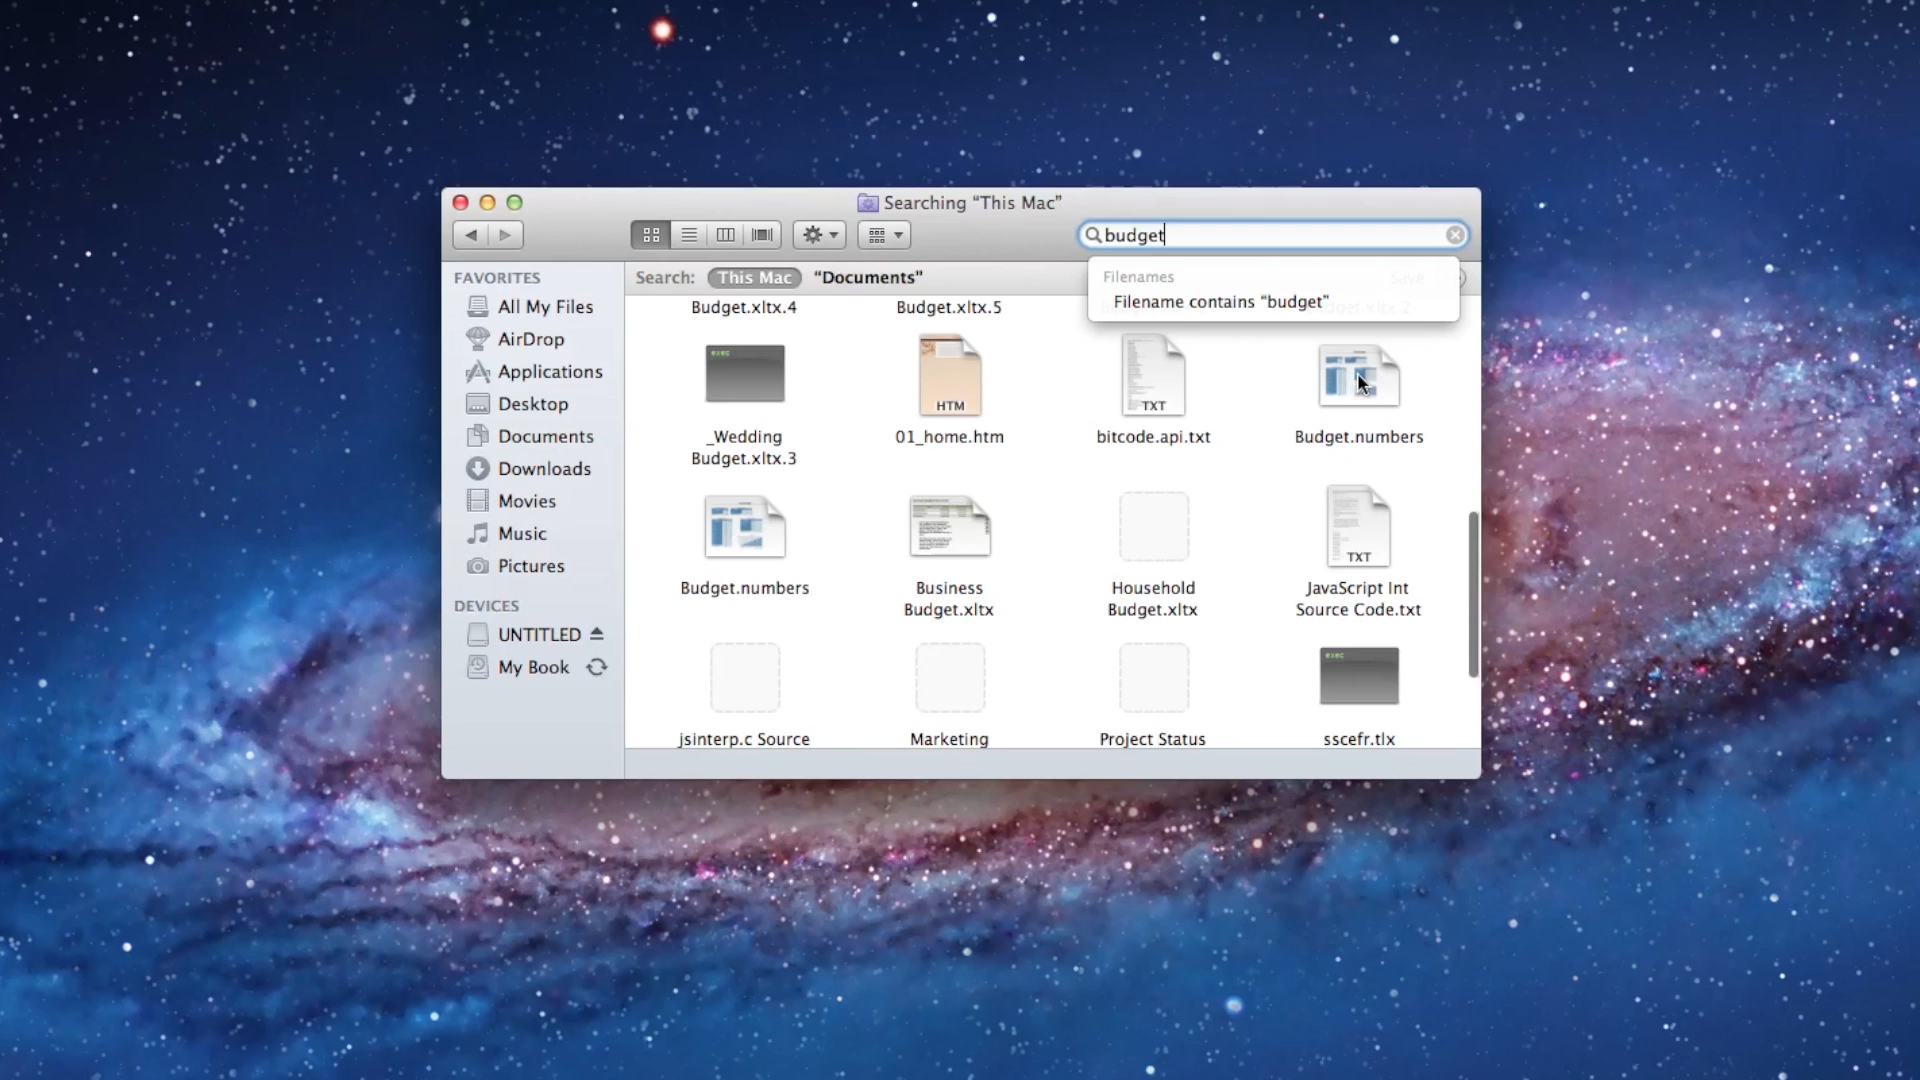 Searching “This Mac”
budget
FAVORITES
All My Files
AirDrop
Applications
Desktop
Documents
Downloads
Movies
Music
Pictures
DEVICES
UNTITLED
My Book
Search: This Mac “Documents” Save
Filenames
Filename contains “budget”
Budget.xltx.4
Budget.xltx.5
exec
HTM
TXT
_Wedding
Budget.xltx.3
01_home.htm
bitcode.api.txt
Budget.numbers
TXT
Budget.numbers
Business
Budget.xltx
Household
Budget.xltx
JavaScript Int
Source Code.txt
exec
jsinterp.c Source
Marketing
Project Status
sscefr.tlx